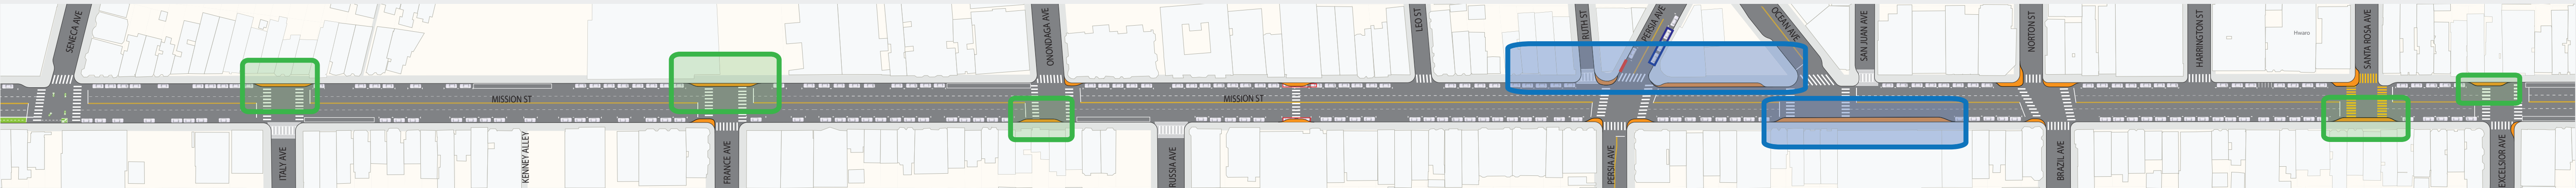 SENECA AVE
ONONDAGA AVE
LEO ST
RUTH ST
PERSIA AVE
OCEAN AVE
SAN JUAN AVE
NORTON ST
HARRINGTON ST
SANTA ROSA AVE
Hwaro
MISSION ST
MISSION ST
ITALY AVE
KENNEY ALLEY
FRANCE AVE
RUSSIA AVE
PERSIA AVE
BRAZIL AVE
EXCELSIOR AVE